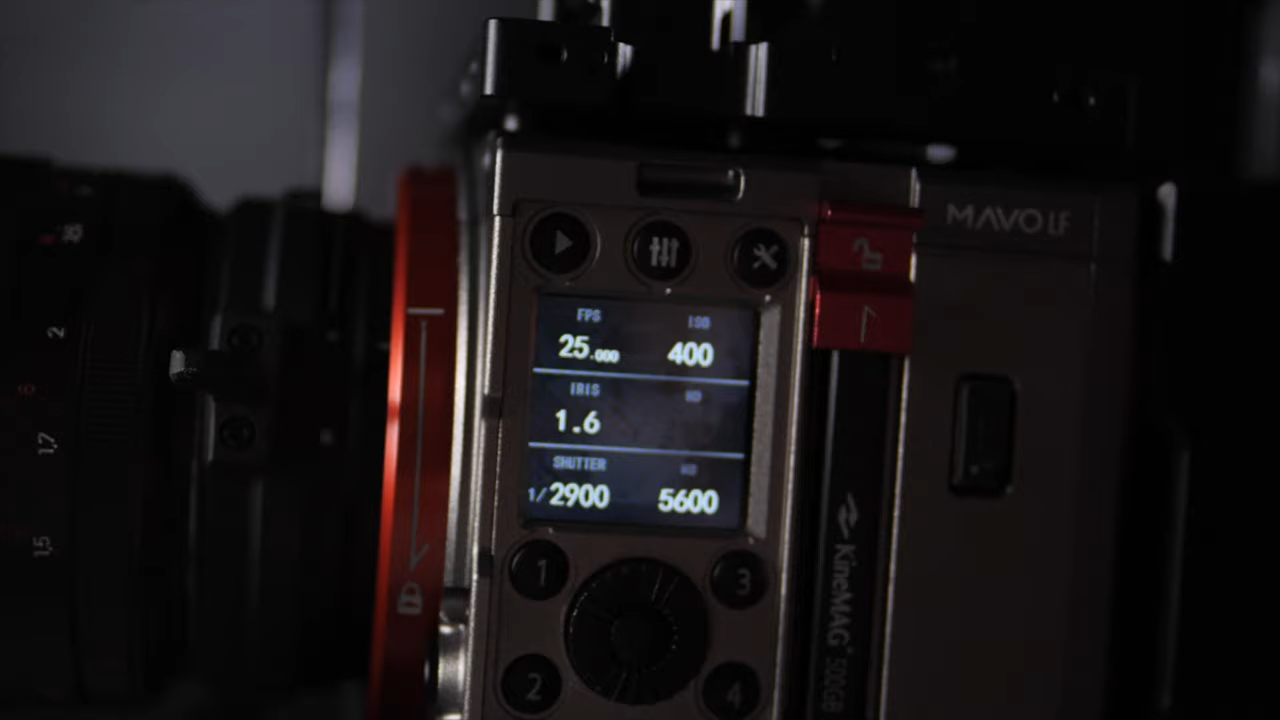 MAVO LF
FPS
ISO
25.000
400
IRIS
1.6
SHUTTER
1/2900
5600
1
3
2
4
KineMAG 500GB
2
1,7
1,5